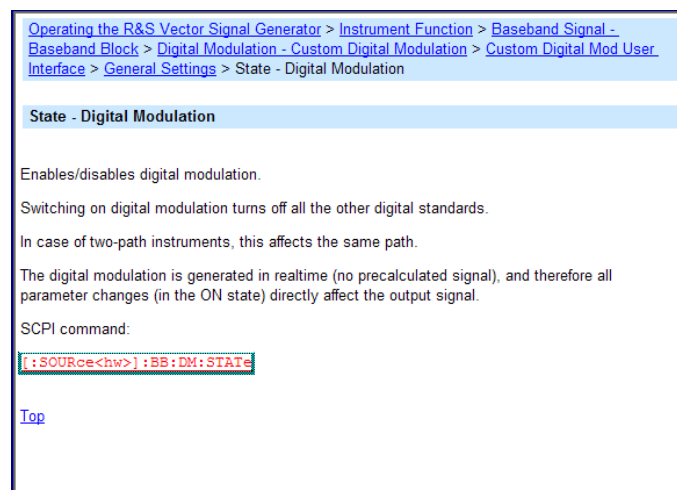 Operating the R&S Vector Signal Generator > Instrument Function > Baseband Signal -
Baseband Block > Digital Modulation - Custom Digital Modulation > Custom Digital Mod User
Interface > General Settings > State - Digital Modulation
State - Digital Modulation
Enables/disables digital modulation.
Switching on digital modulation turns off all the other digital standards.
In case of two-path instruments, this affects the same path.
The digital modulation is generated in realtime (no precalculated signal), and therefore all
parameter changes (in the ON state) directly affect the output signal.
SCPI command:
[:SOURce<hw>]:BB:DM:STATe
Top